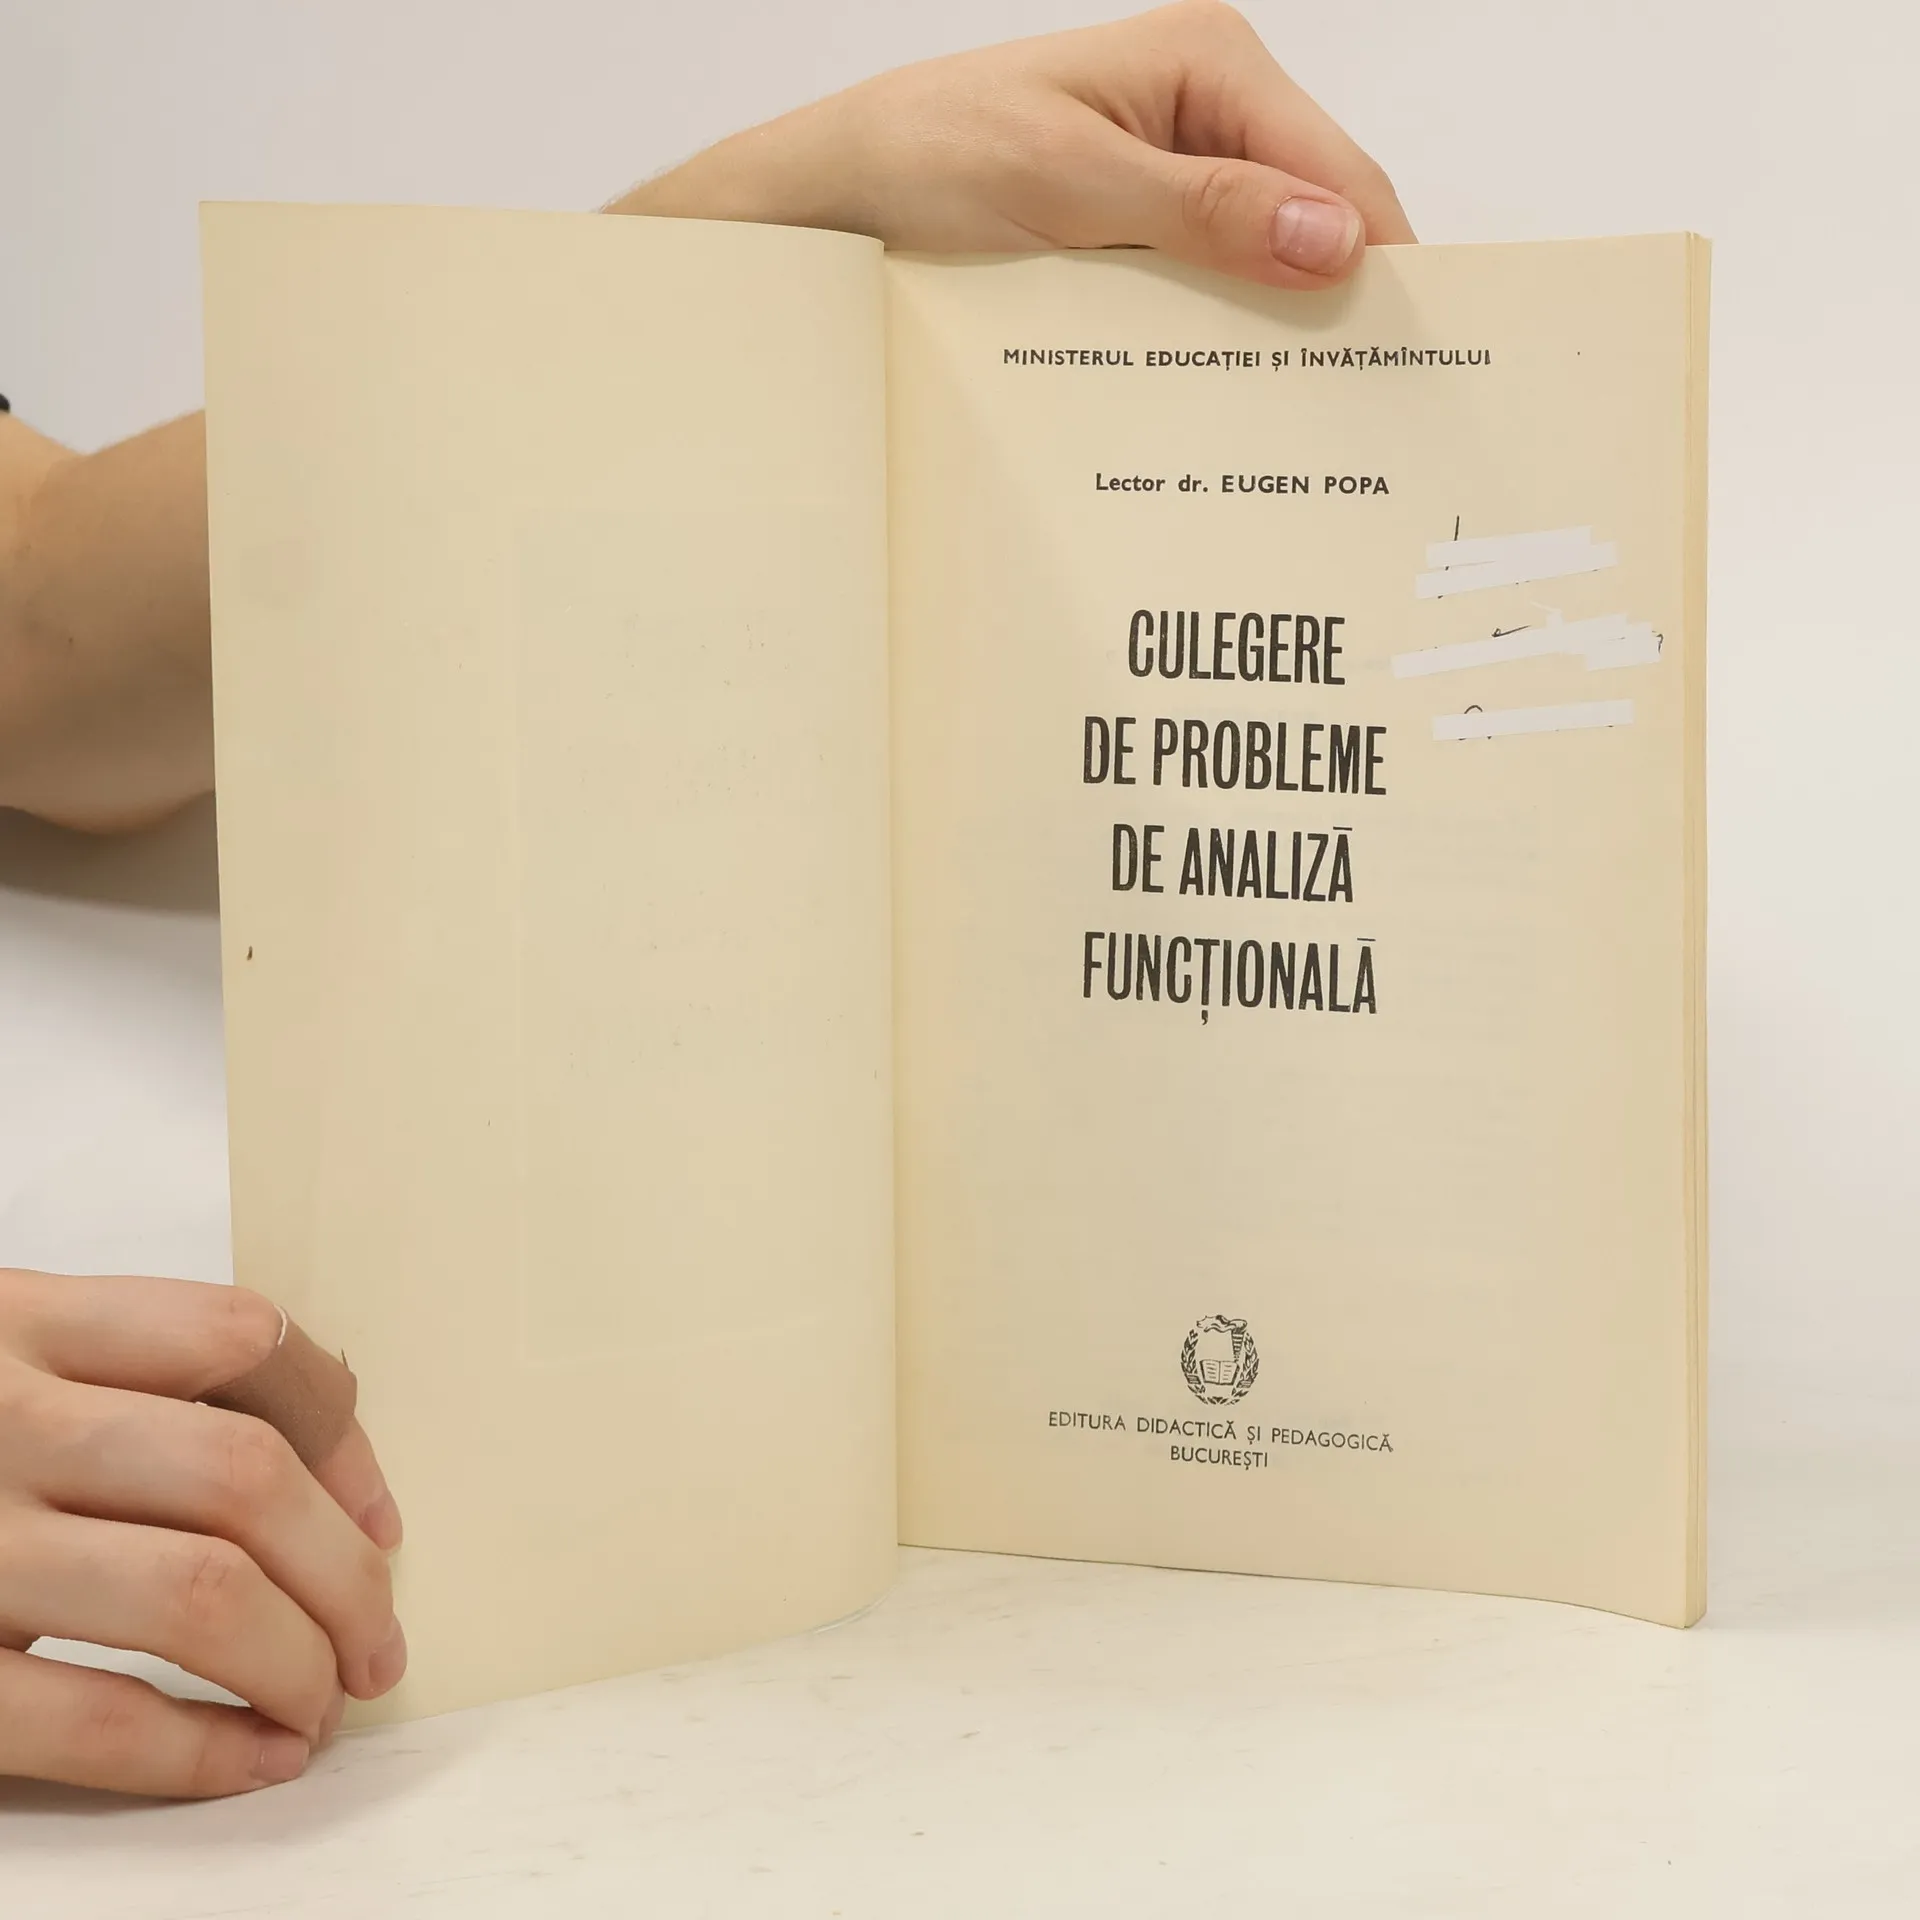 MINISTERUL EDUCAȚIEI ȘI ÎNVĂȚĂMÎNTULUI
Lector dr. EUGEN POPA
CULEGERE
DE PROBLEME
DE ANALIZĂ
FUNCȚIONALĂ
EDITURA DIDACTICĂ ȘI PEDAGOGICĂ
BUCUREȘTI